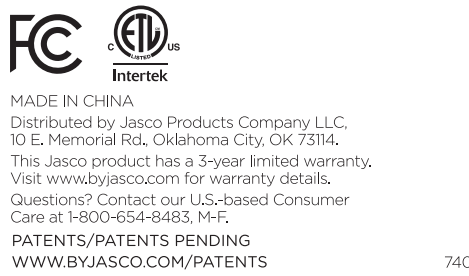 FC
C ETL US
LISTED
Intertek
MADE IN CHINA
Distributed by Jasco Products Company LLC,
10 E. Memorial Rd., Oklahoma City, OK 73114.
This Jasco product has a 3-year limited warranty.
Visit www.byjasco.com for warranty details.
Questions? Contact our U.S.-based Consumer
Care at 1-800-654-8483, M-F.
PATENTS/PATENTS PENDING
WWW.BYJASCO.COM/PATENTS 740